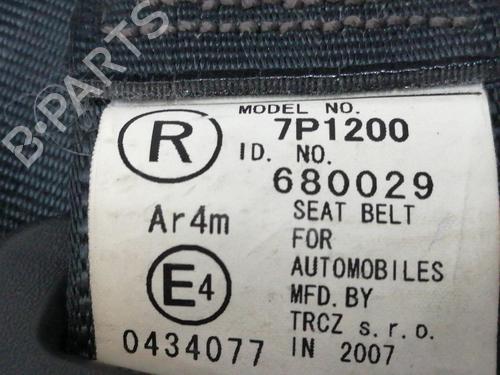 B-PARTS
MODEL NO.
R 7P1200
ID. NO.
680029
Ar4m SEAT BELT
FOR
E4 AUTOMOBILES
MFD. BY
TRCZ s.r.o.
0434077 IN 2007